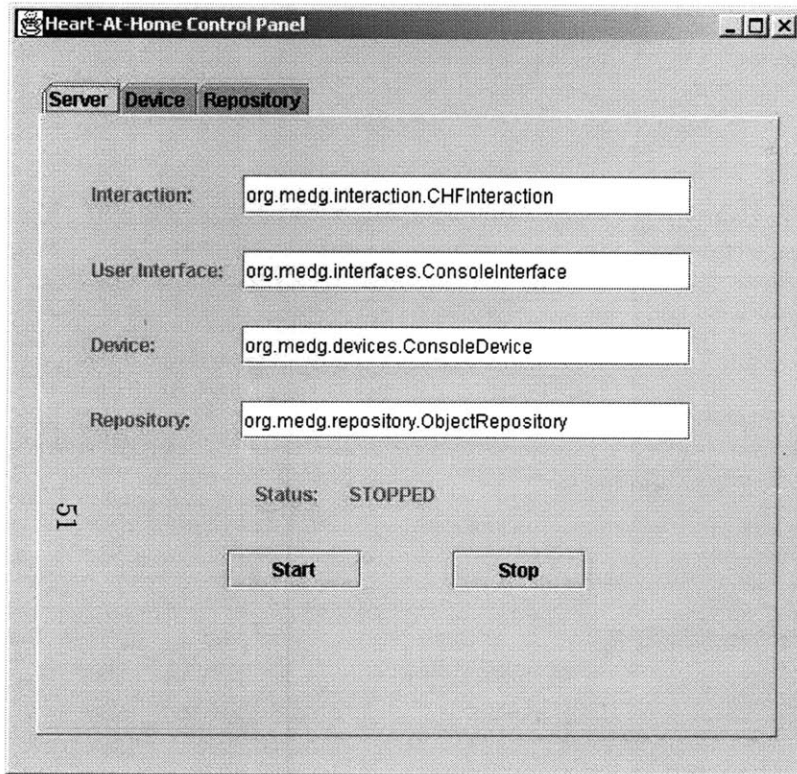 Heart-At-Home Control Panel
Server Device Repository
Interaction: org.medg.interaction.CHFInteraction
User Interface: org.medg.interfaces.ConsoleInterface
Device: org.medg.devices.ConsoleDevice
Repository: org.medg.repository.ObjectRepository
Status: STOPPED
51
Start Stop